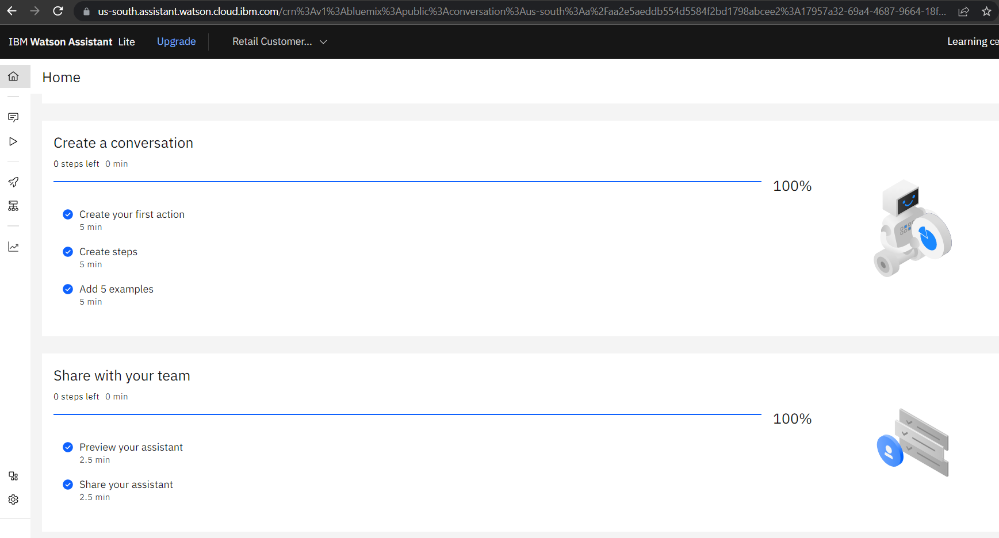 us-south.assistant.watson.cloud.ibm.com/crn%3Av1%3Abluemix%3Apublic%3Aconversation%3Aus-south%3Aa%2Faa2e5aeddb554d5584f2bd1798abcee2%3A17957a32-69a4-4687-9664-18f...
IBM Watson Assistant Lite Upgrade Retail Customer... Learning ce
Home
Create a conversation
0 steps left 0 min
100%
Create your first action
5 min
Create steps
5 min
Add 5 examples
5 min
Share with your team
0 steps left 0 min
100%
Preview your assistant
2.5 min
Share your assistant
2.5 min